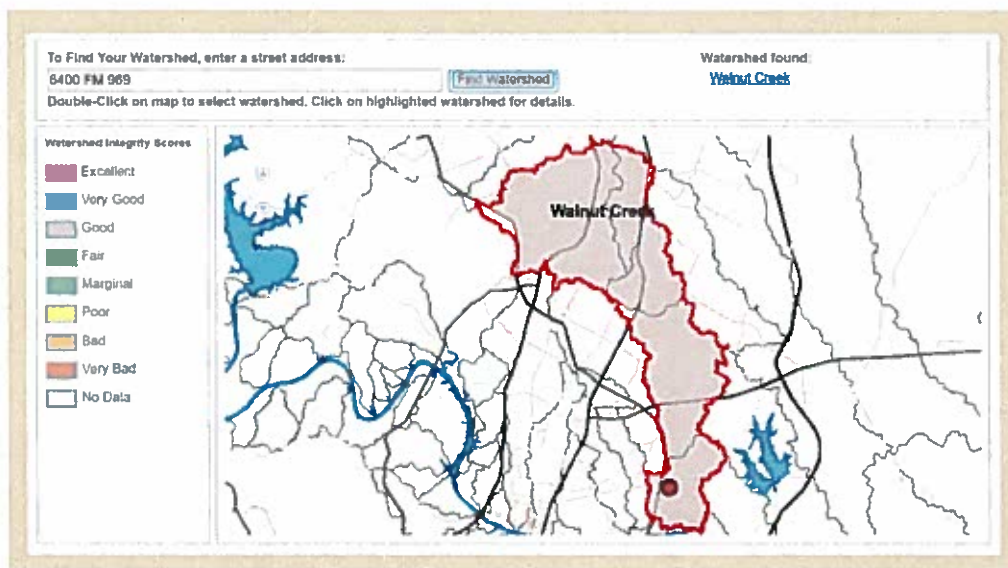 To Find Your Watershed, enter a street address:
6400 FM 969
Find Watershed
Double-Click on map to select watershed. Click on highlighted watershed for details.
Watershed found:
Walnut Creek
Watershed Integrity Scores
Excellent
Very Good
Good
Fair
Marginal
Poor
Bad
Very Bad
No Data
Walnut Creek